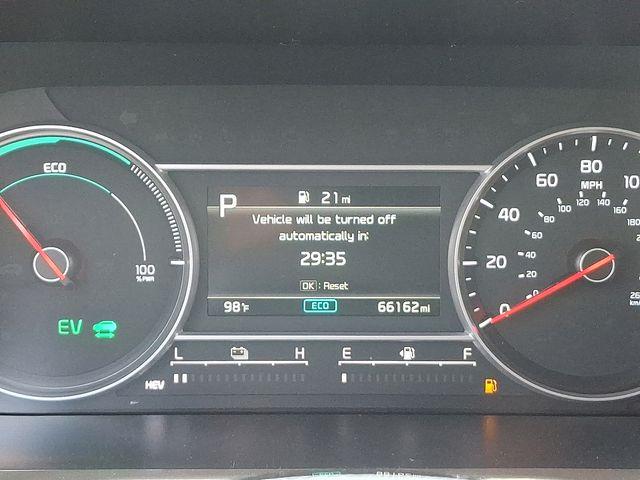 ECO
100
% PWR
EV
P
21 mi
Vehicle will be turned off
automatically in:
29:35
OK : Reset
98°F
ECO
66162 mi
L H
E F
HEV
0
20
40
60
80
MPH
0
20
40
60
80
100
120
140
160
180